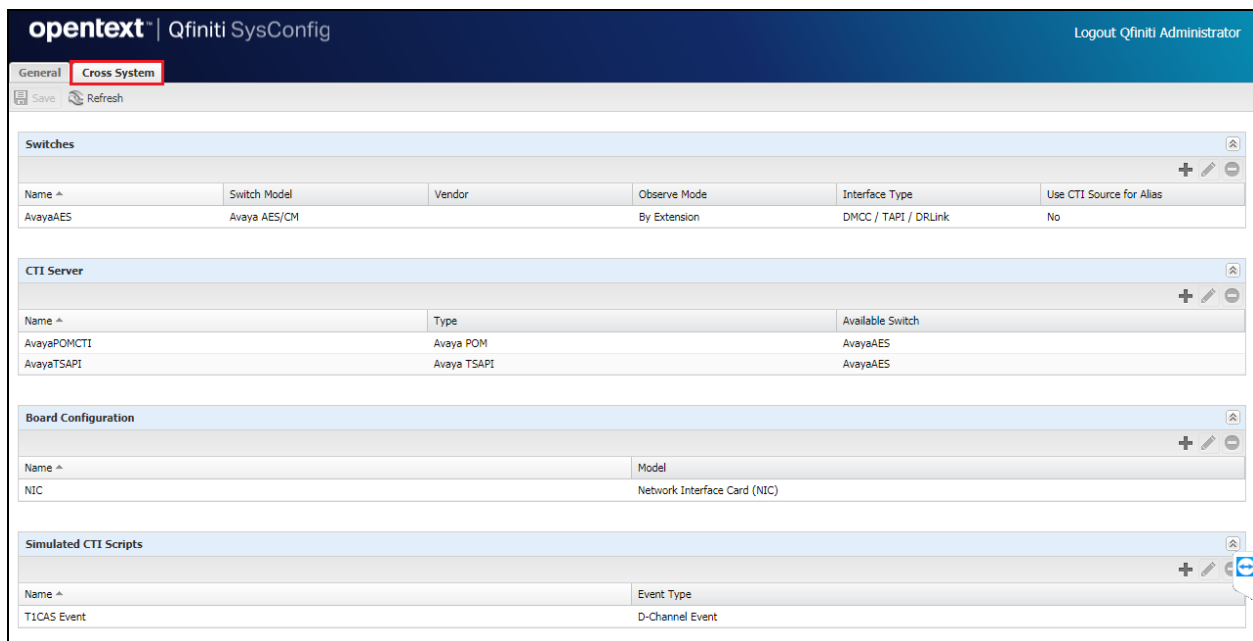 opentext™ | Qfiniti SysConfig
Logout Qfiniti Administrator
General Cross System
Save Refresh
Switches
Name Switch Model Vendor Observe Mode Interface Type Use CTI Source for Alias
AvayaAES Avaya AES/CM By Extension DMCC / TAPI / DRLink No
CTI Server
Name Type Available Switch
AvayaPOMCTI Avaya POM AvayaAES
AvayaTSAPI Avaya TSAPI AvayaAES
Board Configuration
Name Model
NIC Network Interface Card (NIC)
Simulated CTI Scripts
Name Event Type
T1CAS Event D-Channel Event